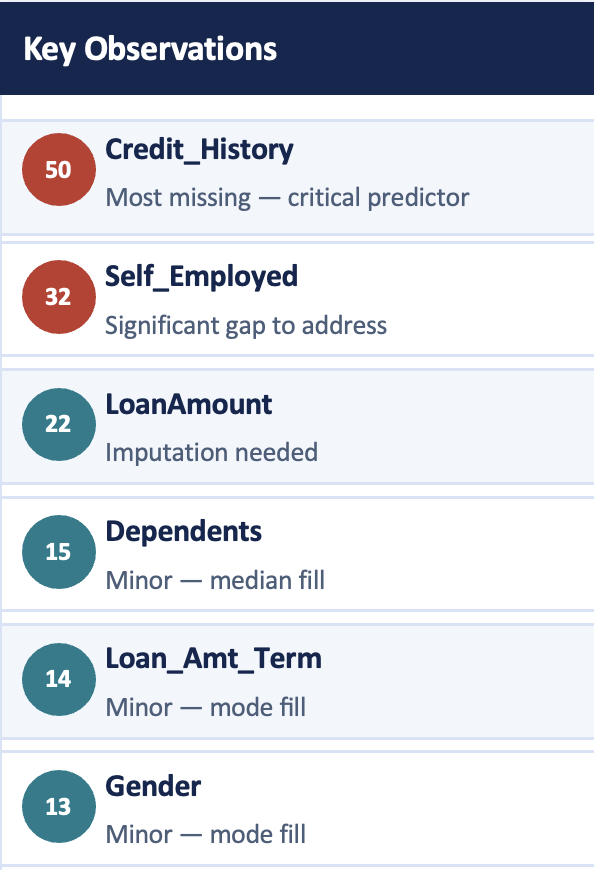 Key Observations
50
Credit_History
Most missing — critical predictor
32
Self_Employed
Significant gap to address
22
LoanAmount
Imputation needed
15
Dependents
Minor — median fill
14
Loan_Amt_Term
Minor — mode fill
13
Gender
Minor — mode fill